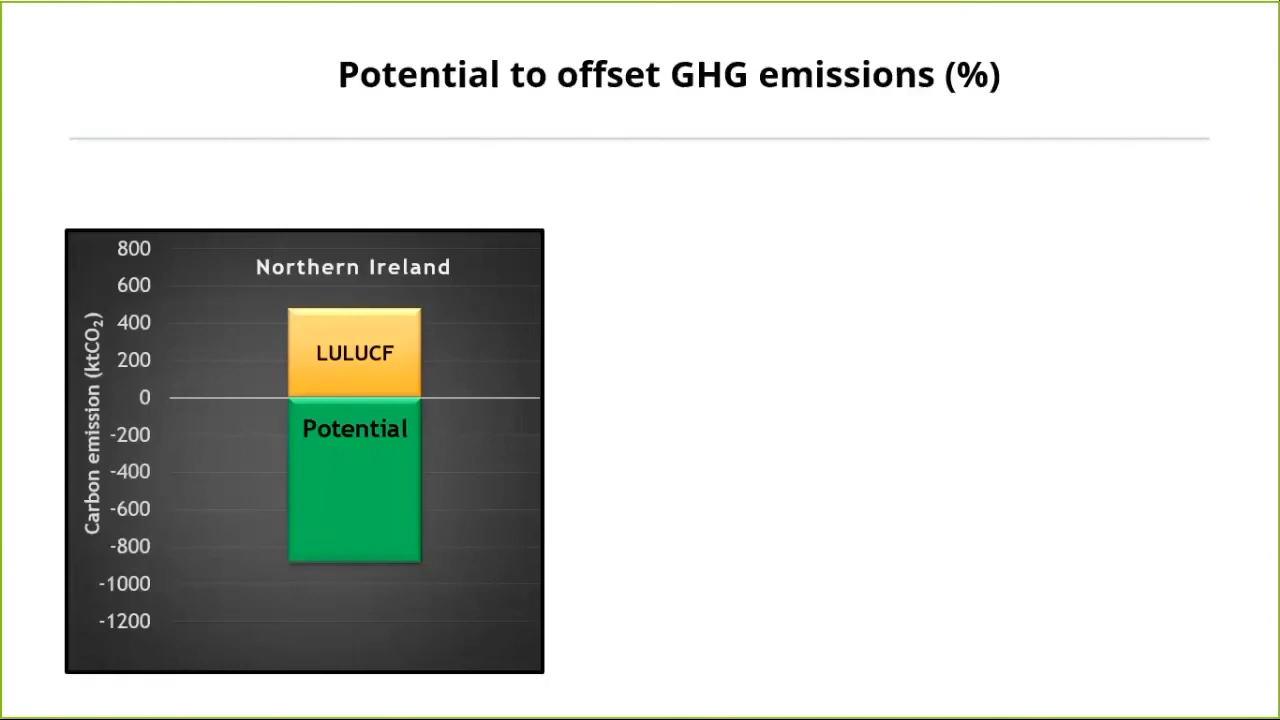 Potential to offset GHG emissions (%)
Northern Ireland
Carbon emission (ktCO₂)
800
600
400
200
0
-200
-400
-600
-800
-1000
-1200
LULUCF
Potential